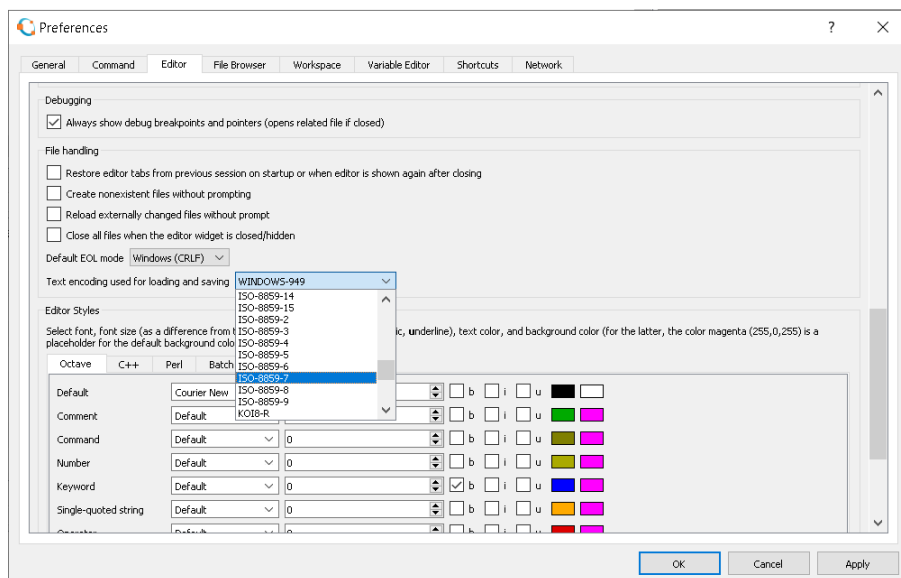 Preferences
? ×
General Command Editor File Browser Workspace Variable Editor Shortcuts Network
Debugging
Always show debug breakpoints and pointers (opens related file if closed)
File handling
Restore editor tabs from previous session on startup or when editor is shown again after closing
Create nonexistent files without prompting
Reload externally changed files without prompt
Close all files when the editor widget is closed/hidden
Default EOL mode Windows (CRLF)
Text encoding used for loading and saving WINDOWS-949
ISO-8859-14
ISO-8859-15
ISO-8859-2
ISO-8859-3
ISO-8859-4
ISO-8859-5
ISO-8859-6
ISO-8859-7
ISO-8859-8
ISO-8859-9
KOI8-R
Editor Styles
Select font, font size (as a difference from ic, underline), text color, and background color (for the latter, the color magenta (255,0,255) is a
placeholder for the default background
Octave C++ Perl Batch
Default Courier New b i u
Comment Default b i u
Command Default 0 b i u
Number Default 0 b i u
Keyword Default 0 b i u
Single-quoted string Default 0 b i u
Operator Default 0 b i u
OK Cancel Apply